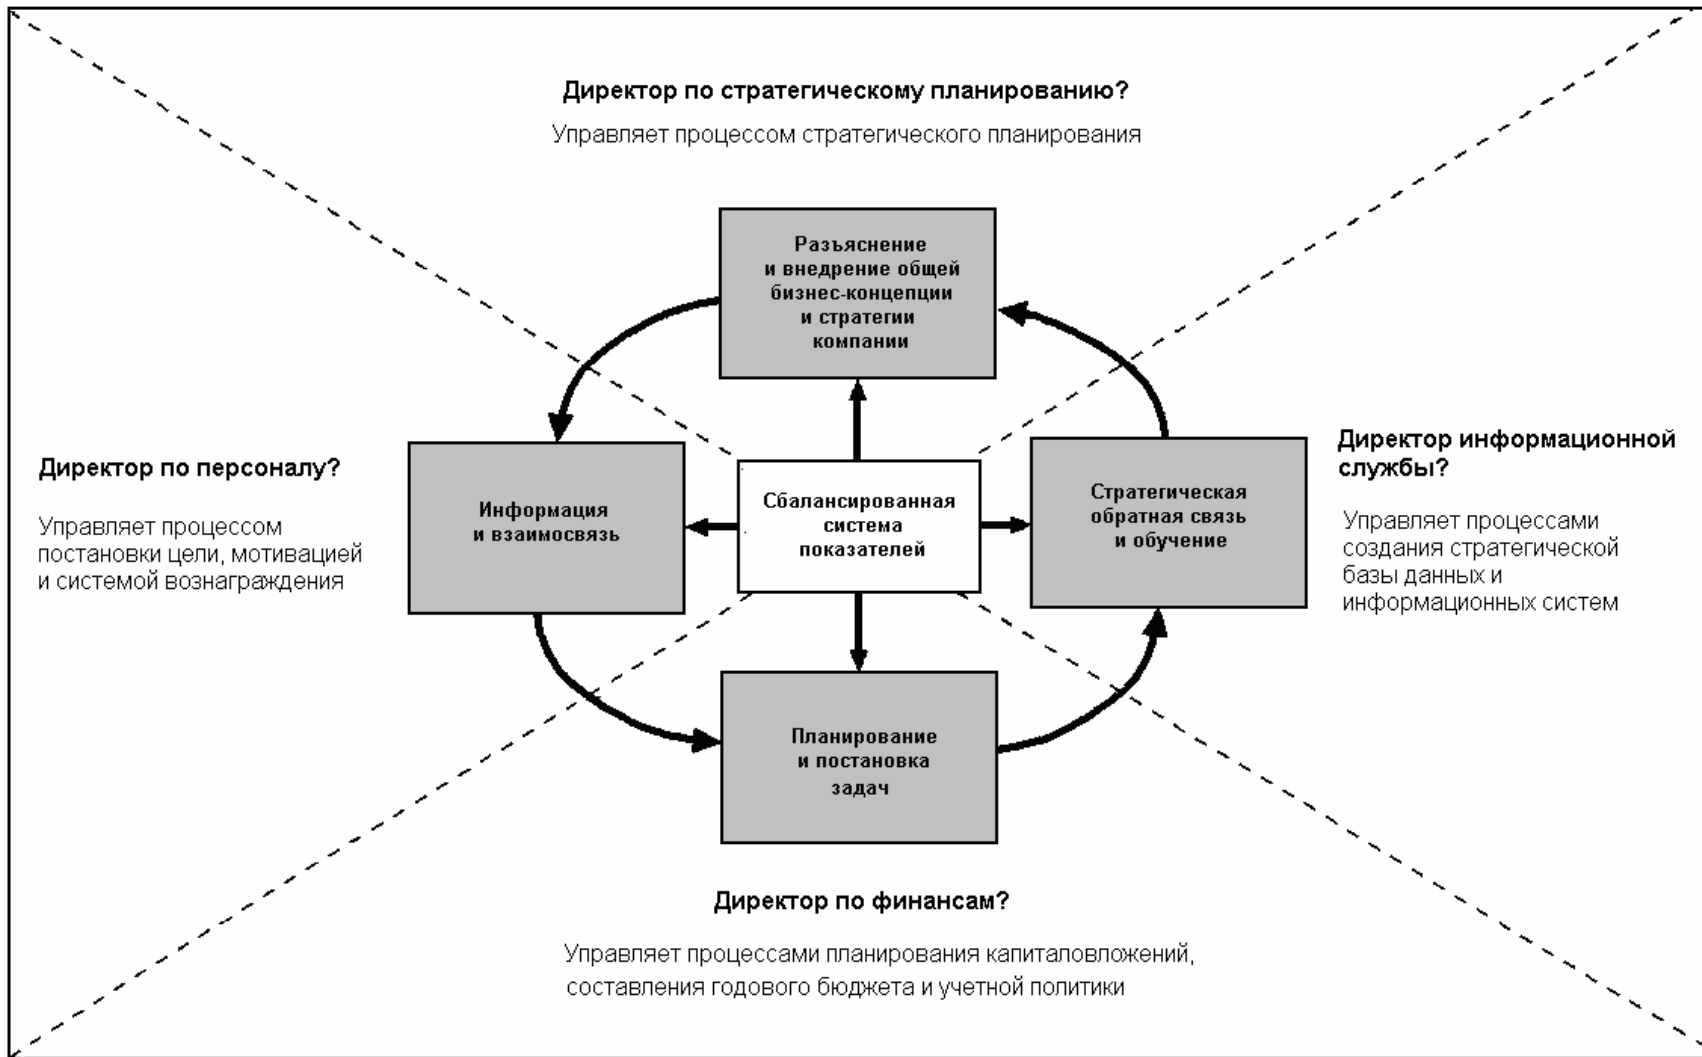 Директор по стратегическому планированию?
Управляет процессом стратегического планирования
Разъяснение
и внедрение общей
бизнес-концепции
и стратегии
компании
Директор по персоналу?
Управляет процессом
постановки цели, мотивацией
и системой вознаграждения
Информация
и взаимосвязь
Сбалансированная
система
показателей
Стратегическая
обратная связь
и обучение
Директор информационной
службы?
Управляет процессами
создания стратегической
базы данных и
информационных систем
Планирование
и постановка
задач
Директор по финансам?
Управляет процессами планирования капиталовложений,
составления годового бюджета и учетной политики